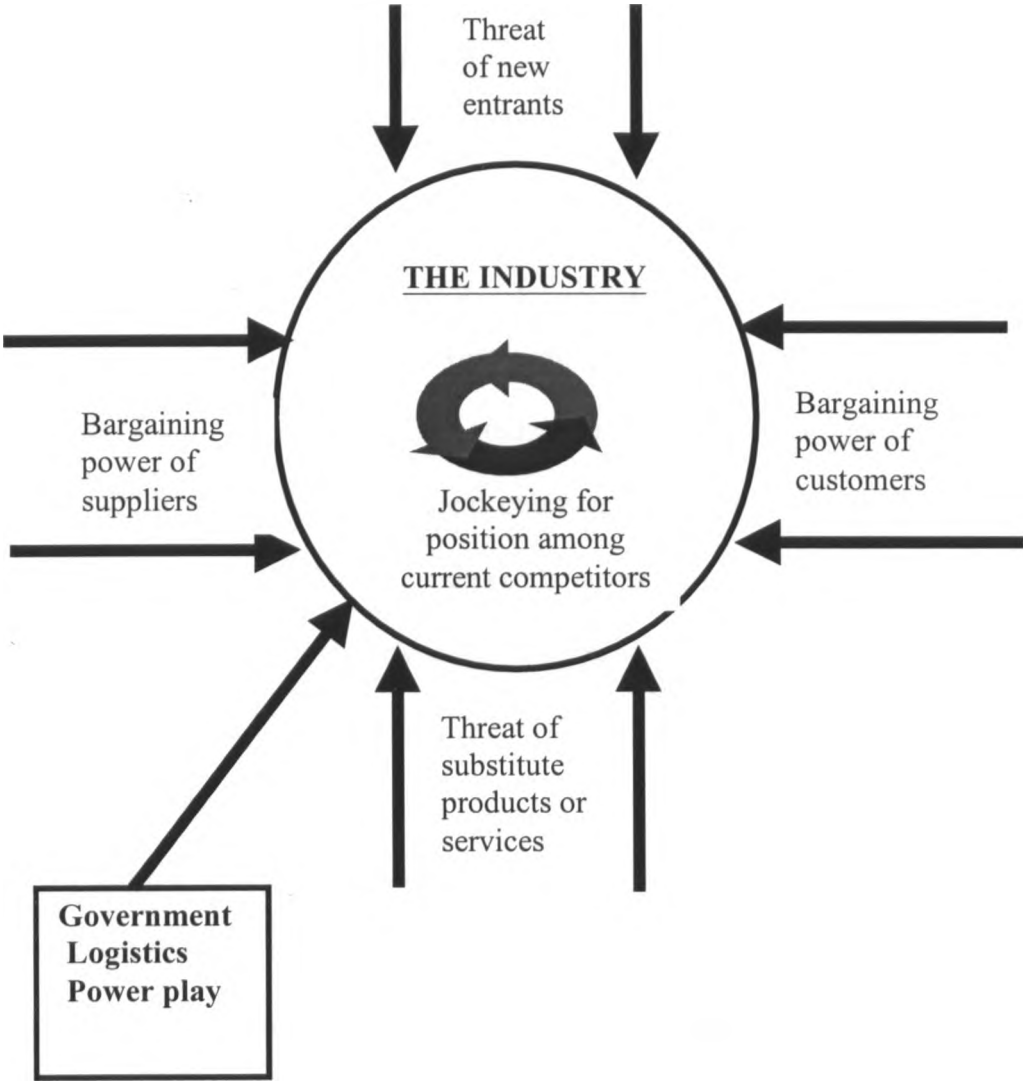 Threat
of new
entrants
THE INDUSTRY
Bargaining
power of
suppliers
Bargaining
power of
customers
Jockeying for
position among
current competitors
Threat of
substitute
products or
services
Government
Logistics
Power play